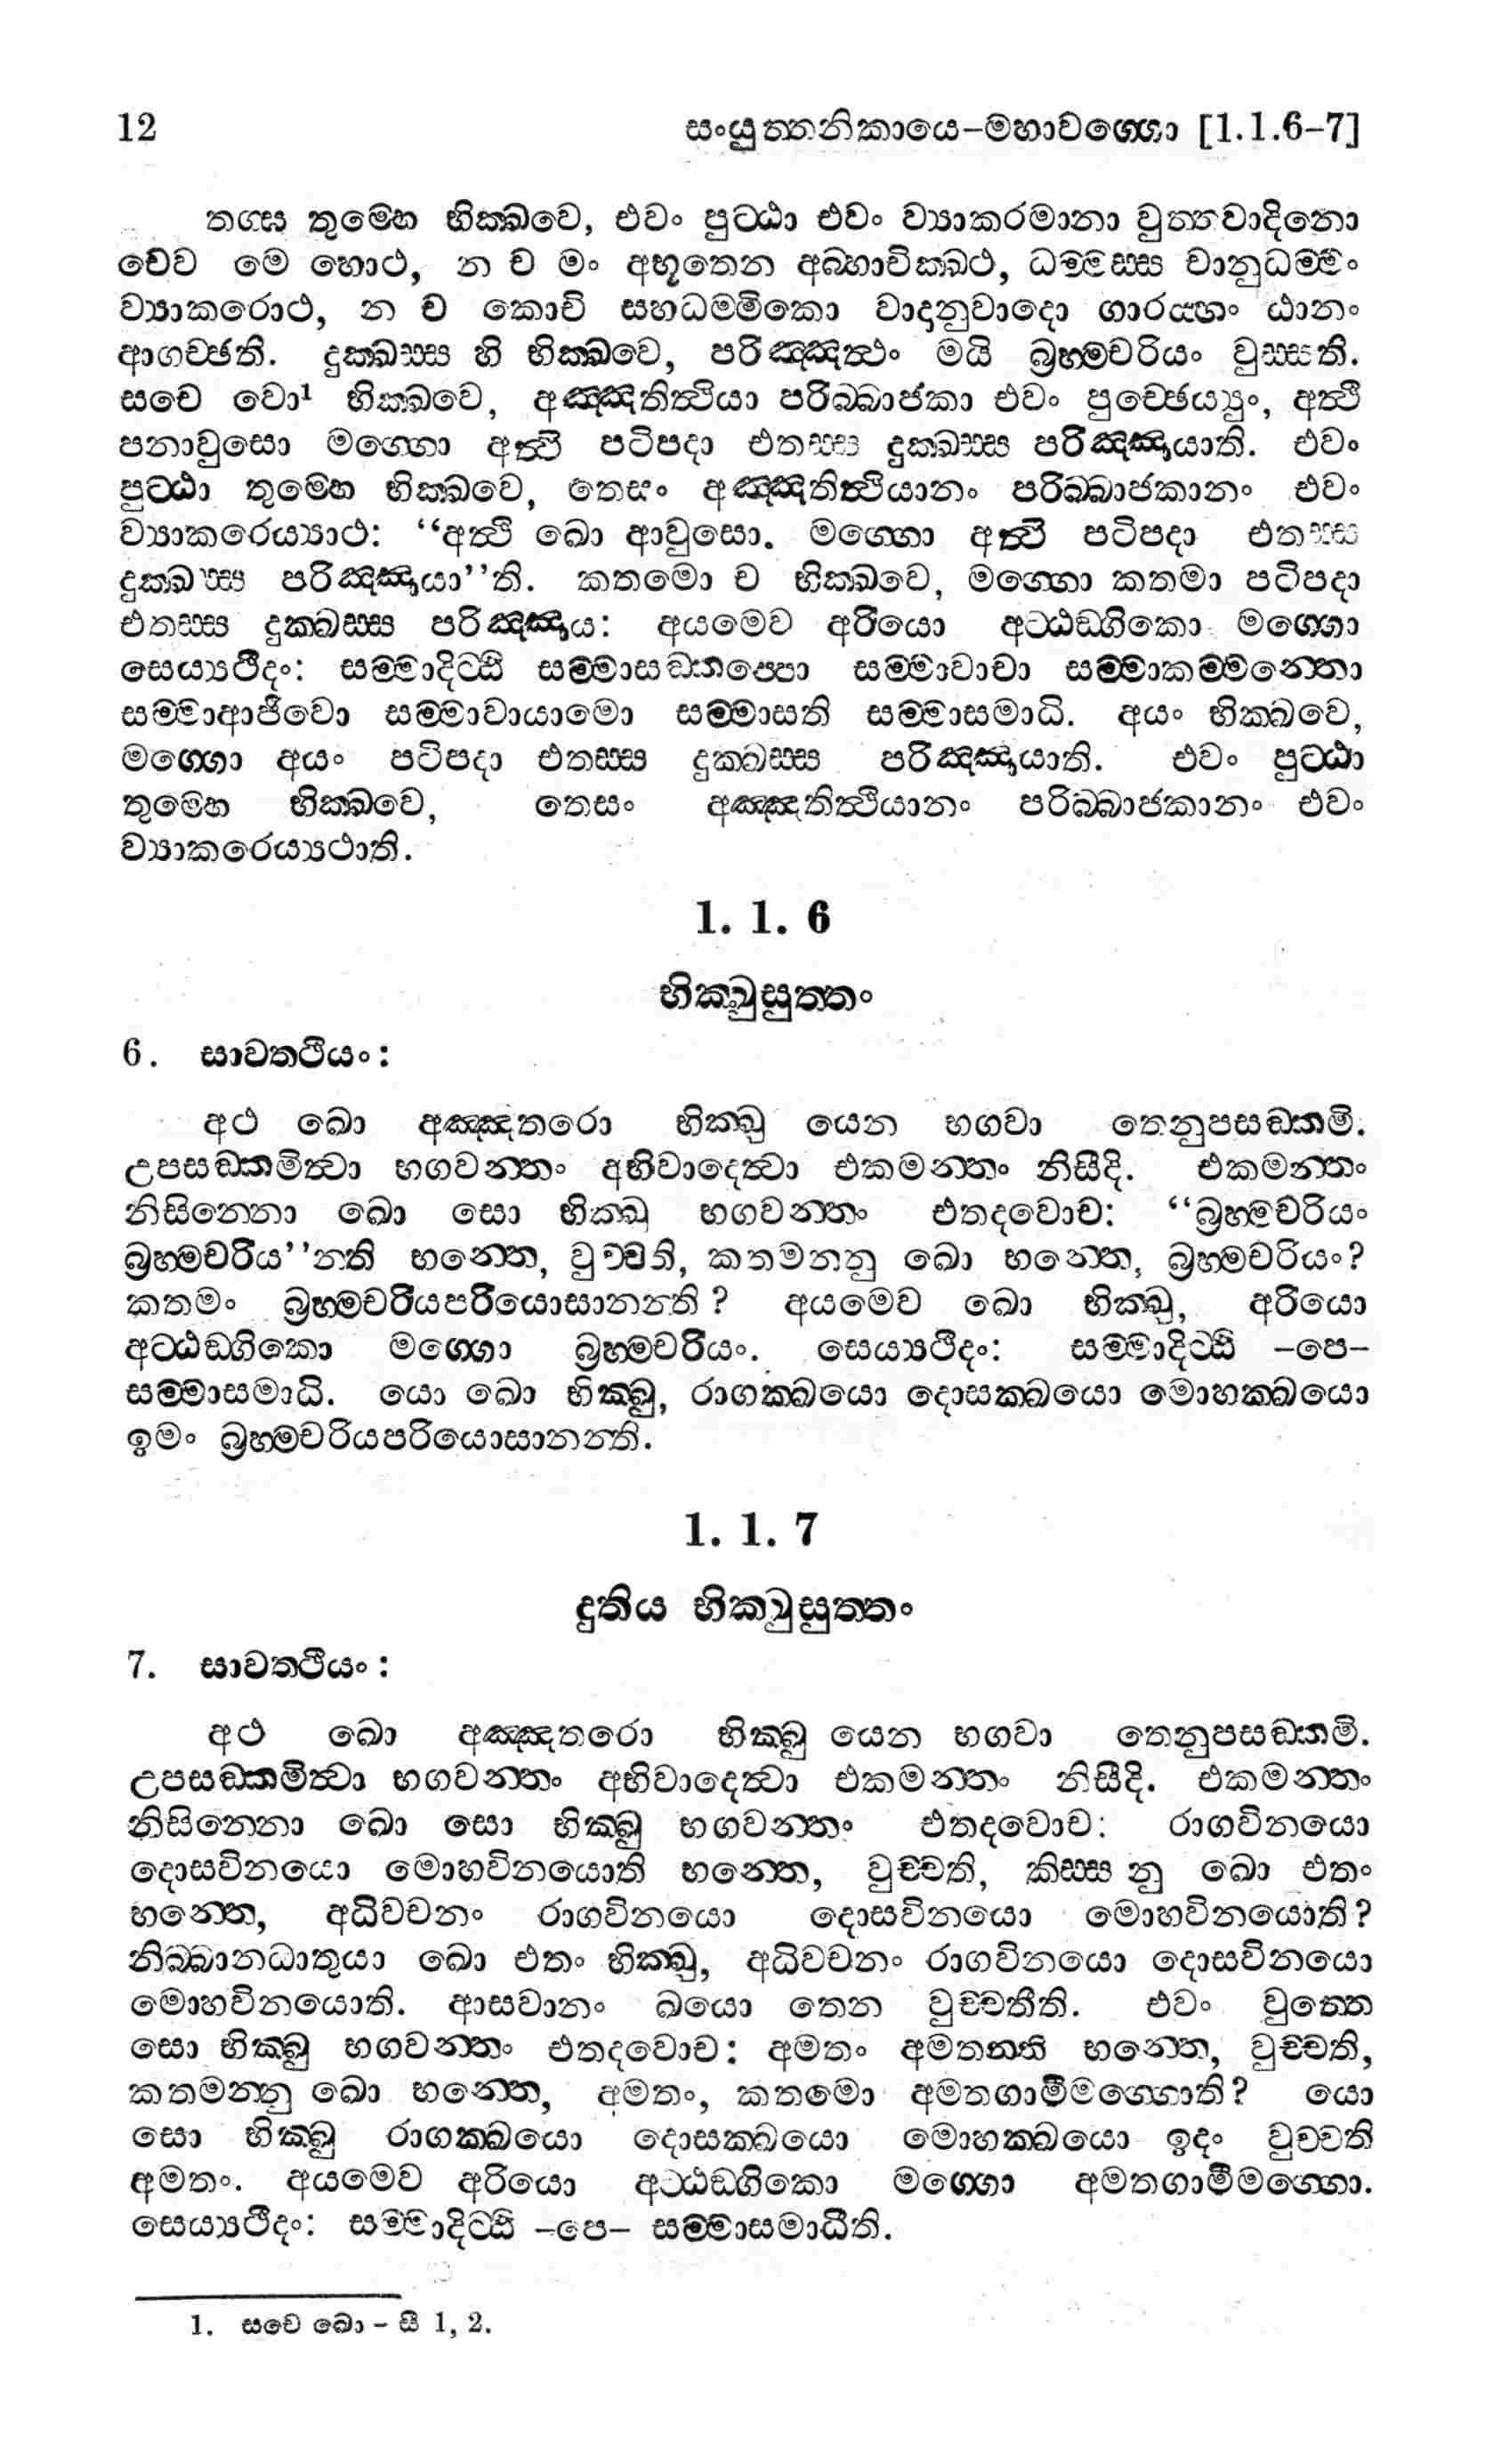 12 සංයුත්තනිකායෙ-මහාවග්ගො [1.1.6-7]
තග්ඝ තුම්හෙ භික්ඛවෙ, එවං පුට්ඨා එවං ව්‍යාකරමානා වුත්තවාදිනො
චෙව මෙ හොථ, න ච මං අභූතෙන අබ්භාචික්ඛථ, ධම්මස්ස චානුධම්මං
ව්‍යාකරොථ, න ච කොචි සහධම්මිකො වාදානුවාදො ගාරය්හං ඨානං
ආගච්ඡති. දුක්ඛස්ස හි භික්ඛවෙ, පරිඤ්ඤත්ථං මයි බ්‍රහ්මචරියං වුස්සති.
සචෙ වො¹ භික්ඛවෙ, අඤ්ඤතිත්ථියා පරිබ්බාජකා එවං පුච්ඡෙය්‍යුං, අත්ථි
පනාවුසො මග්ගො අත්ථි පටිපදා එතස්ස දුක්ඛස්ස පරිඤ්ඤායාති. එවං
පුට්ඨා තුම්හෙ භික්ඛවෙ, තෙසං අඤ්ඤතිත්ථියානං පරිබ්බාජකානං එවං
ව්‍යාකරෙය්‍යාථ: “අත්ථි ඛො ආවුසො. මග්ගො අත්ථි පටිපදා එතස්ස
දුක්ඛස්ස පරිඤ්ඤායා”ති. කතමො ච භික්ඛවෙ, මග්ගො කතමා පටිපදා
එතස්ස දුක්ඛස්ස පරිඤ්ඤාය: අයමෙව අරියො අට්ඨඞ්ගිකො මග්ගො
සෙය්‍යථීදං: සම්මාදිට්ඨි සම්මාසඞ්කප්පො සම්මාවාචා සම්මාකම්මන්තො
සම්මාආජීවො සම්මාවායාමො සම්මාසති සම්මාසමාධි. අයං භික්ඛවෙ,
මග්ගො අයං පටිපදා එතස්ස දුක්ඛස්ස පරිඤ්ඤායාති. එවං පුට්ඨා
තුම්හෙ භික්ඛවෙ, තෙසං අඤ්ඤතිත්ථියානං පරිබ්බාජකානං එවං
ව්‍යාකරෙය්‍යථාති.
1. 1. 6
භික්ඛුසුත්තං
6. සාවත්ථියං:
අථ ඛො අඤ්ඤතරො භික්ඛු යෙන භගවා තෙනුපසඞ්කමි.
උපසඞ්කමිත්වා භගවන්තං අභිවාදෙත්වා එකමන්තං නිසීදි. එකමන්තං
නිසින්නො ඛො සො භික්ඛු භගවන්තං එතදවොච: “බ්‍රහ්මචරියං
බ්‍රහ්මචරිය”න්ති භන්තෙ, වුච්චති, කතමන්නු ඛො භන්තෙ, බ්‍රහ්මචරියං?
කතමං බ්‍රහ්මචරියපරියොසානන්ති? අයමෙව ඛො භික්ඛු, අරියො
අට්ඨඞ්ගිකො මග්ගො බ්‍රහ්මචරියං. සෙය්‍යථීදං: සම්මාදිට්ඨි -පෙ-
සම්මාසමාධි. යො ඛො භික්ඛු, රාගක්ඛයො දොසක්ඛයො මොහක්ඛයො
ඉමං බ්‍රහ්මචරියපරියොසානන්ති.
1. 1. 7
දුතිය භික්ඛුසුත්තං
7. සාවත්ථියං:
අථ ඛො අඤ්ඤතරො භික්ඛු යෙන භගවා තෙනුපසඞ්කමි.
උපසඞ්කමිත්වා භගවන්තං අභිවාදෙත්වා එකමන්තං නිසීදි. එකමන්තං
නිසින්නො ඛො සො භික්ඛු භගවන්තං එතදවොච: රාගවිනයො
දොසවිනයො මොහවිනයොති භන්තෙ, වුච්චති, කිස්ස නු ඛො එතං
භන්තෙ, අධිවචනං රාගවිනයො දොසවිනයො මොහවිනයොති?
නිබ්බානධාතුයා ඛො එතං භික්ඛු, අධිවචනං රාගවිනයො දොසවිනයො
මොහවිනයොති. ආසවානං ඛයො තෙන වුච්චතීති. එවං වුත්තෙ
සො භික්ඛු භගවන්තං එතදවොච: අමතං අමතන්ති භන්තෙ, වුච්චති,
කතමන්නු ඛො භන්තෙ, අමතං, කතමො අමතගාමීමග්ගොති? යො
සො භික්ඛු රාගක්ඛයො දොසක්ඛයො මොහක්ඛයො ඉදං වුච්චති
අමතං. අයමෙව අරියො අට්ඨඞ්ගිකො මග්ගො අමතගාමීමග්ගො.
සෙය්‍යථීදං: සම්මාදිට්ඨි -පෙ- සම්මාසමාධීති.
1. සචෙ ඛො - සී 1, 2.